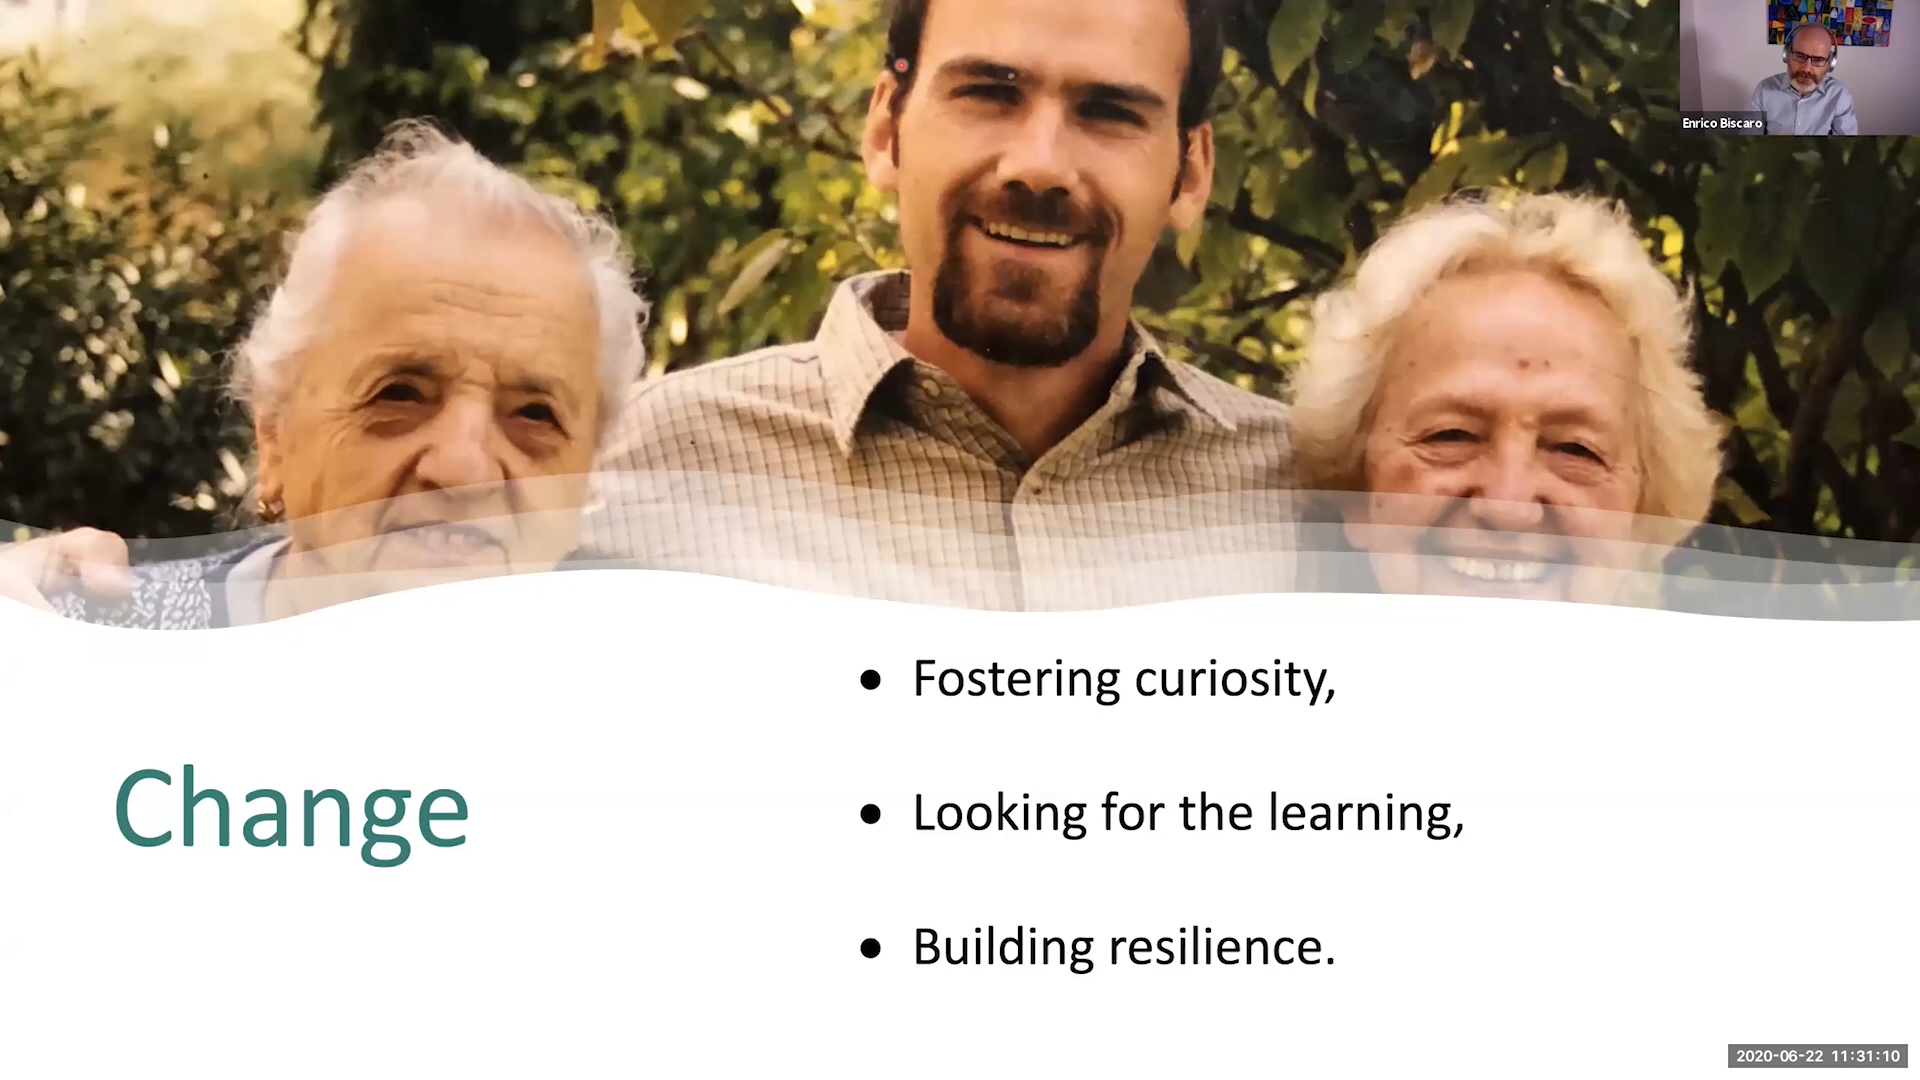 Enrico Biscaro
• Fostering curiosity,
Change
• Looking for the learning,
• Building resilience.
2020-06-22 11:31:10